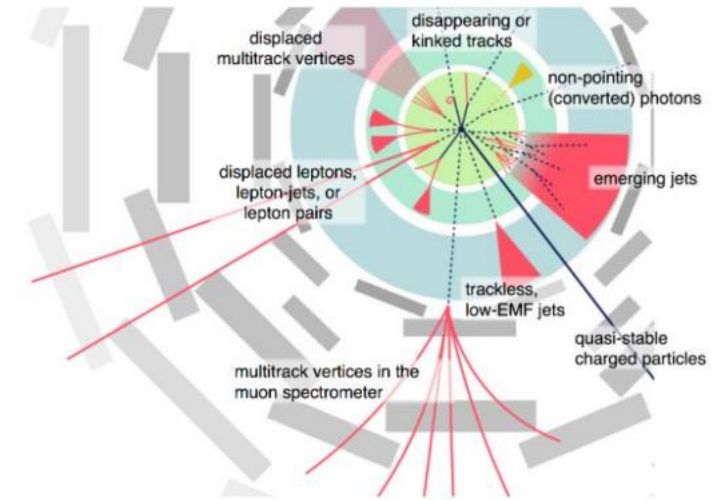 disappearing or
kinked tracks
displaced
multitrack vertices
non-pointing
(converted) photons
displaced leptons,
lepton-jets, or
lepton pairs
emerging jets
trackless,
low-EMF jets
quasi-stable
charged particles
multitrack vertices in the
muon spectrometer